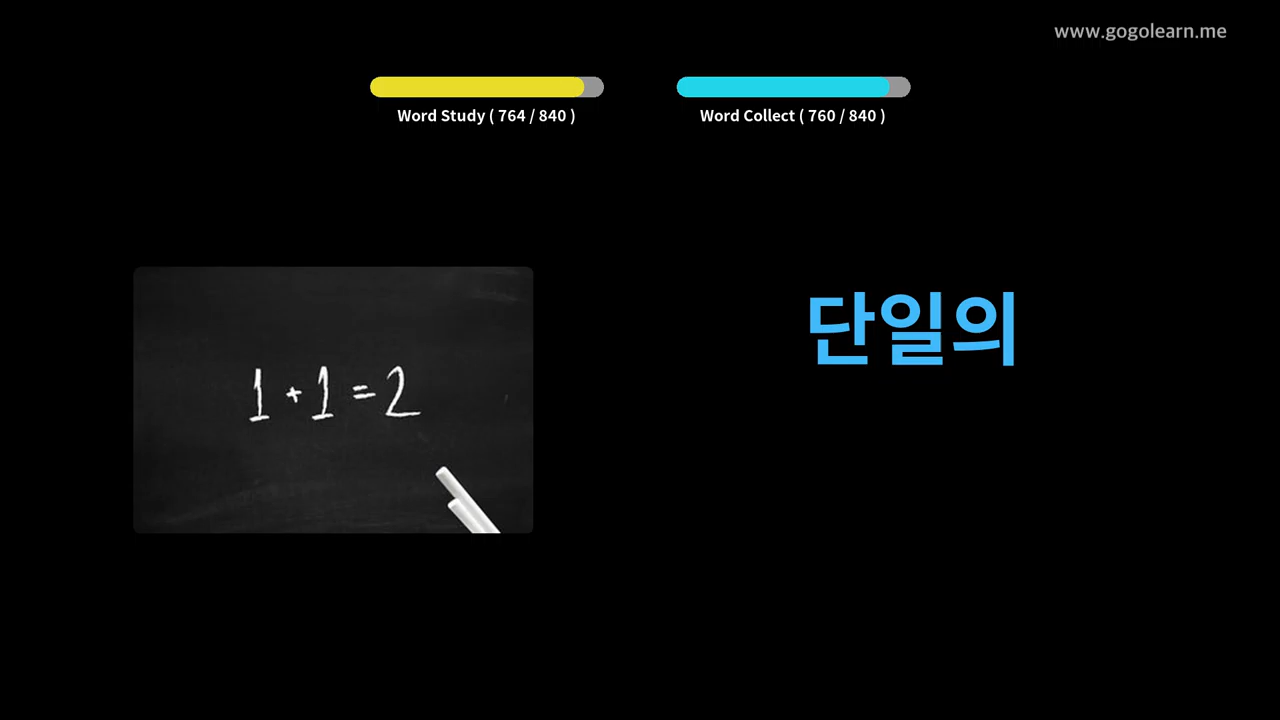 www.gogolearn.me
Word Study ( 764 / 840 )
Word Collect ( 760 / 840 )
1 + 1 = 2
단일의